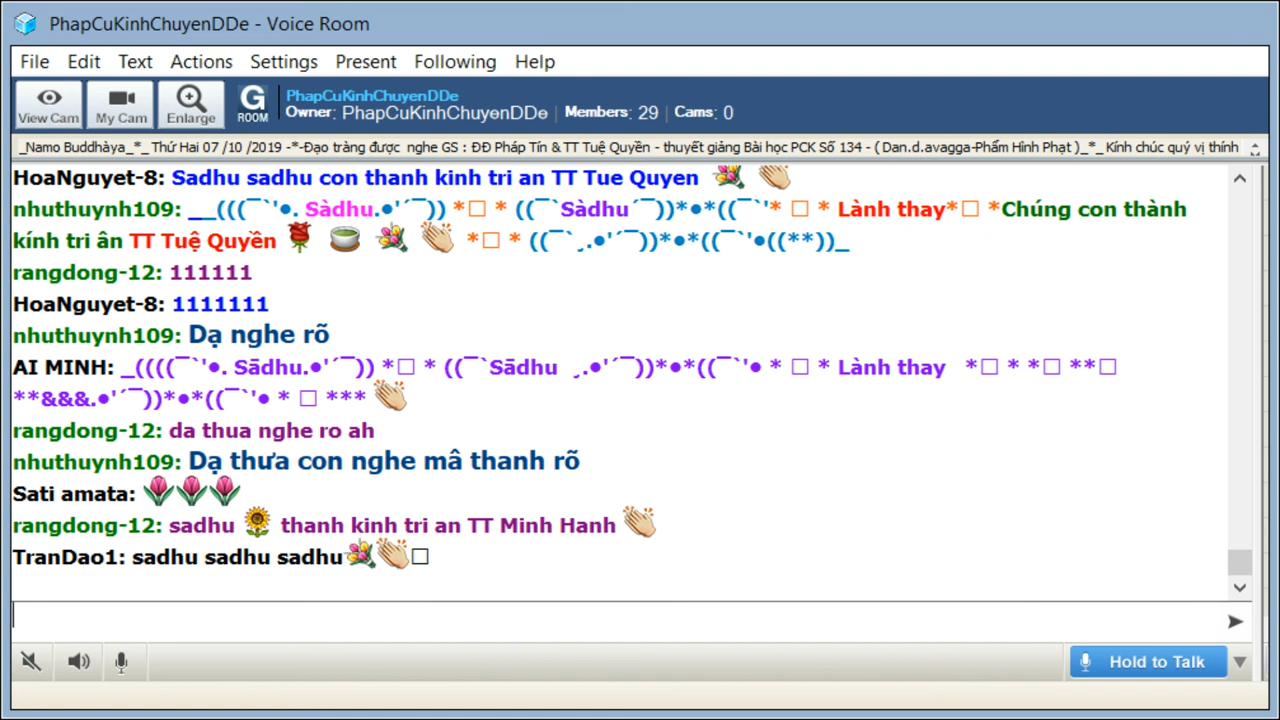 PhapCuKinhChuyenDDe - Voice Room
File Edit Text Actions Settings Present Following Help
View Cam My Cam Enlarge G ROOM PhapCuKinhChuyenDDe
Owner: PhapCuKinhChuyenDDe | Members: 29 | Cams: 0
_Namo Buddhàya_*_ Thứ Hai 07 /10 /2019 -*-Đạo tràng được nghe GS : ĐĐ Pháp Tín & TT Tuệ Quyền - thuyết giảng Bài học PCK Số 134 - ( Dan.d.avagga-Phẩm Hình Phạt )_*_ Kính chúc quý vị thính
HoaNguyet-8: Sadhu sadhu con thanh kinh tri an TT Tue Quyen 💐 👏
nhuthuynh109: __(((¯`'●. Sàdhu.●'´¯)) *□ * ((¯`Sàdhu´¯))*●*((¯`'* □ * Lành thay*□ *Chúng con thành
kính tri ân TT Tuệ Quyền 🌹 🍵 💐 👏 *□ * ((¯`¸.●'´¯))*●*((¯`'●((**))_
rangdong-12: 111111
HoaNguyet-8: 1111111
nhuthuynh109: Dạ nghe rõ
AI MINH: _((((¯`'●. Sādhu.●'´¯)) *□ * ((¯`Sādhu ¸.●'´¯))*●*((¯`'● * □ * Lành thay *□ * *□ **□
**&&&.●'´¯))*●*((¯`'● * □ *** 👏
rangdong-12: da thua nghe ro ah
nhuthuynh109: Dạ thưa con nghe mâ thanh rõ
Sati amata: 🌷🌷🌷
rangdong-12: sadhu 🌻 thanh kinh tri an TT Minh Hanh 👏
TranDao1: sadhu sadhu sadhu💐👏□
Hold to Talk